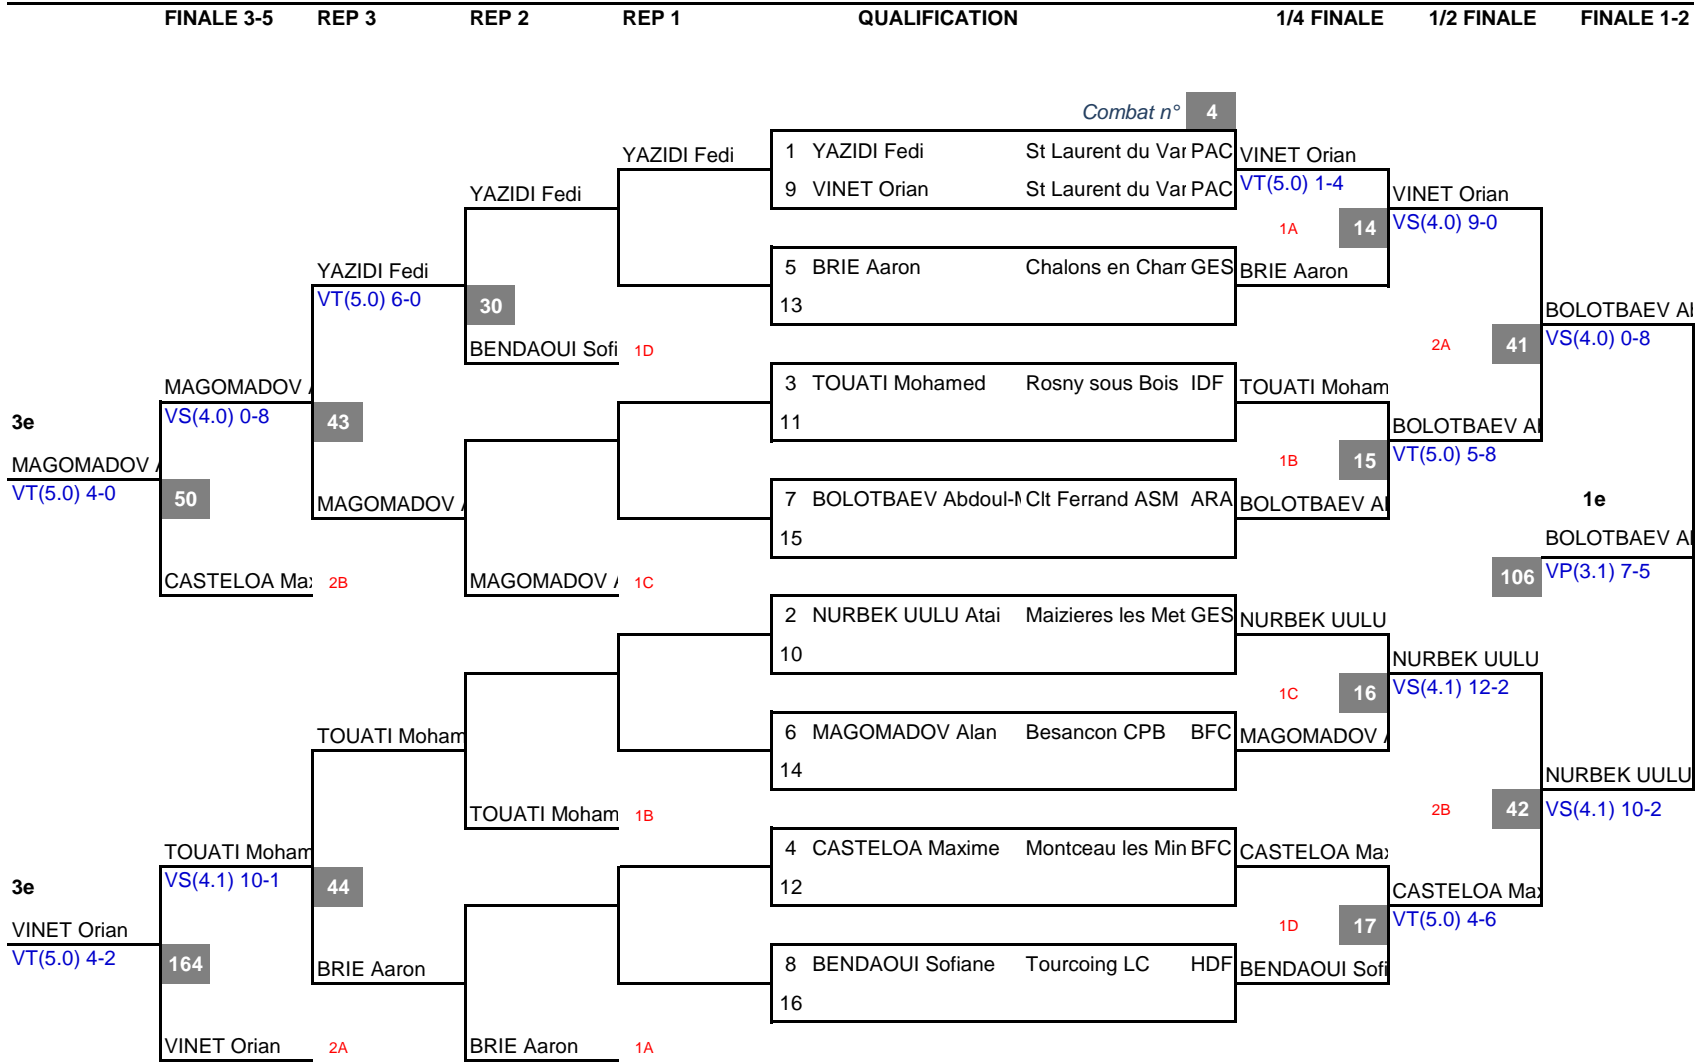 FINALE 3-5 REP 3 REP 2 REP 1 QUALIFICATION 1/4 FINALE 1/2 FINALE FINALE 1-2
Combat n° 4
YAZIDI Fedi 1 YAZIDI Fedi St Laurent du Var PAC VINET Orian
YAZIDI Fedi 9 VINET Orian St Laurent du Var PAC VT(5.0) 1-4 VINET Orian
1A 14 VS(4.0) 9-0
YAZIDI Fedi 5 BRIE Aaron Chalons en Cham GES BRIE Aaron
VT(5.0) 6-0 30 13 BOLOTBAEV Al
BENDAOUI Sofi 1D 2A 41 VS(4.0) 0-8
MAGOMADOV A 3 TOUATI Mohamed Rosny sous Bois IDF TOUATI Moham
3e VS(4.0) 0-8 43 11 BOLOTBAEV Al
MAGOMADOV A 1B 15 VT(5.0) 5-8
VT(5.0) 4-0 50 MAGOMADOV A 7 BOLOTBAEV Abdoul-M Clt Ferrand ASM ARA BOLOTBAEV Al 1e
15 BOLOTBAEV Al
CASTELOA Max 2B MAGOMADOV A 1C 106 VP(3.1) 7-5
2 NURBEK UULU Atai Maizieres les Met GES NURBEK UULU
10 NURBEK UULU
1C 16 VS(4.1) 12-2
TOUATI Moham 6 MAGOMADOV Alan Besancon CPB BFC MAGOMADOV A
14 NURBEK UULU
TOUATI Moham 1B 2B 42 VS(4.1) 10-2
TOUATI Moham 4 CASTELOA Maxime Montceau les Min BFC CASTELOA Max
3e VS(4.1) 10-1 44 12 CASTELOA Max
VINET Orian 1D 17 VT(5.0) 4-6
VT(5.0) 4-2 164 BRIE Aaron 8 BENDAOUI Sofiane Tourcoing LC HDF BENDAOUI Sofi
16
VINET Orian 2A BRIE Aaron 1A